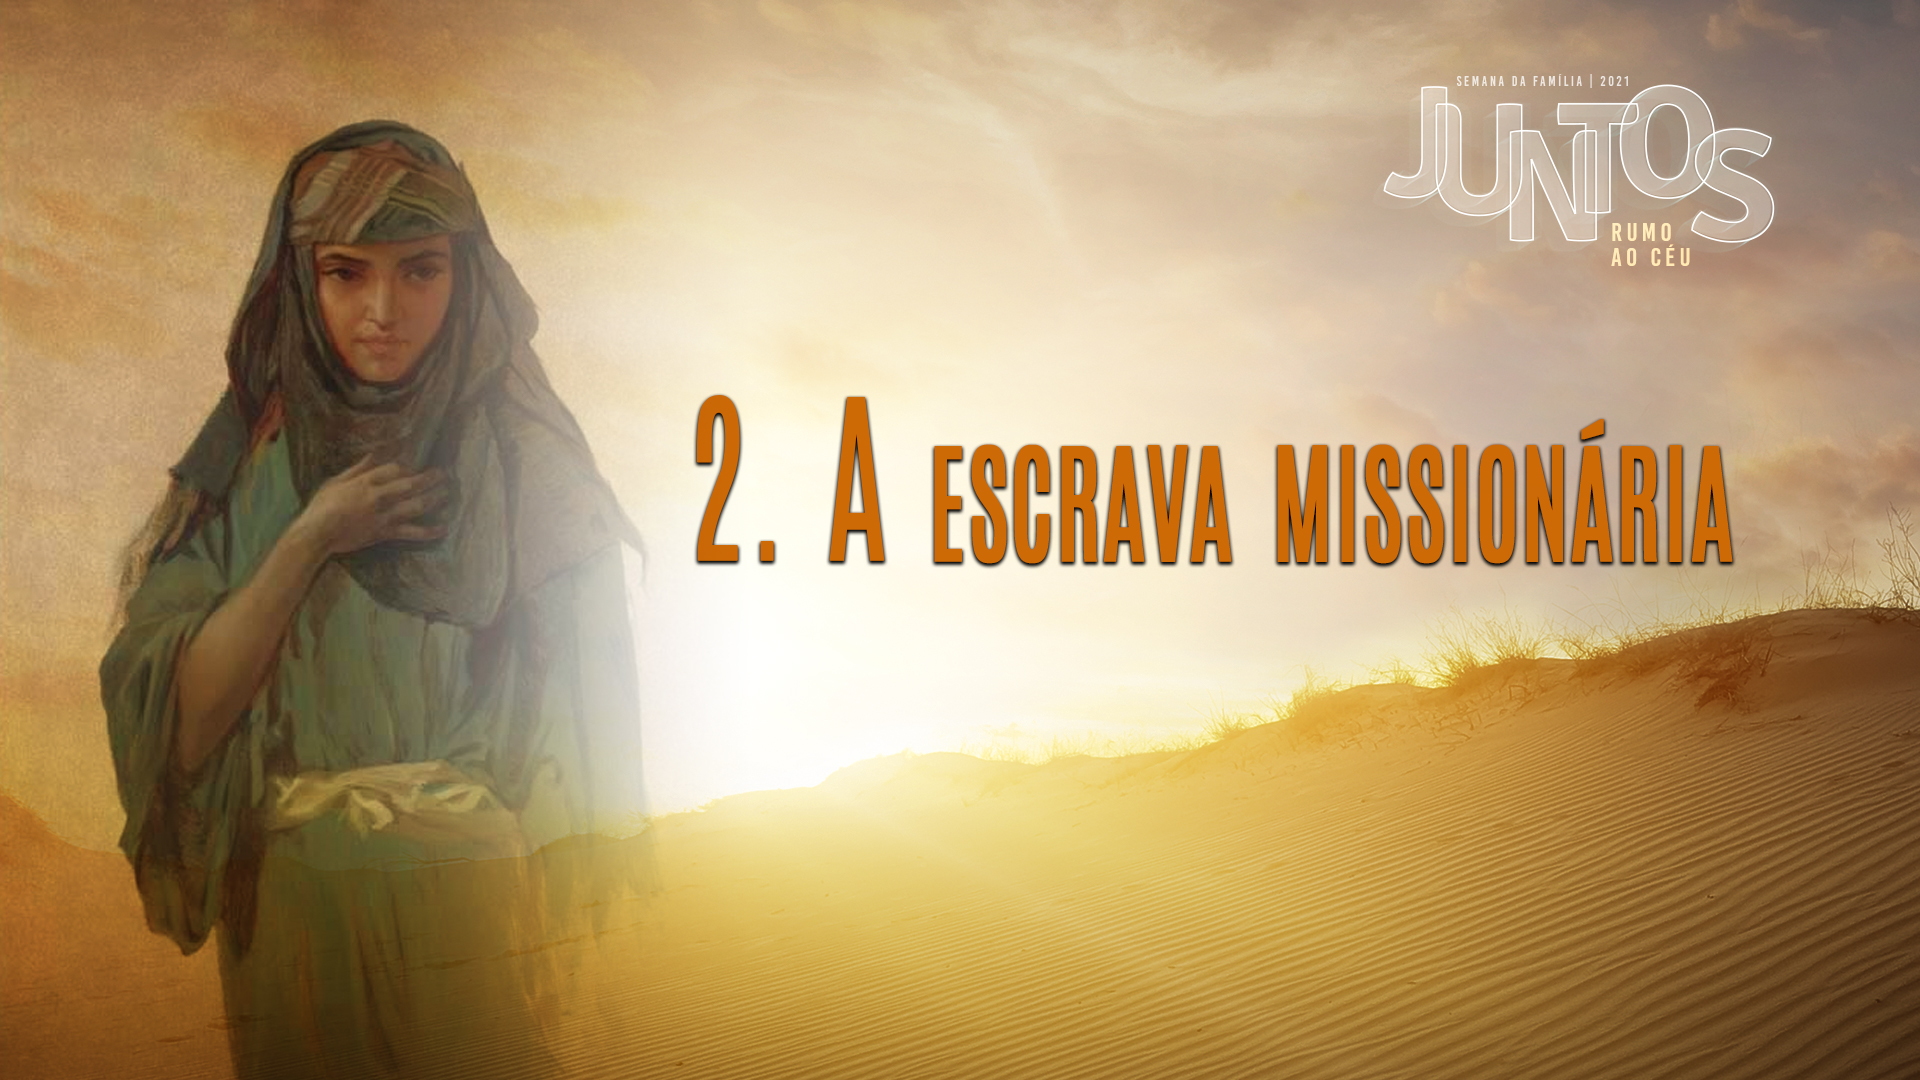 SEMANA DA FAMÍLIA | 2021
JUNTOS
RUMO
AO CÉU
2. A ESCRAVA MISSIONÁRIA